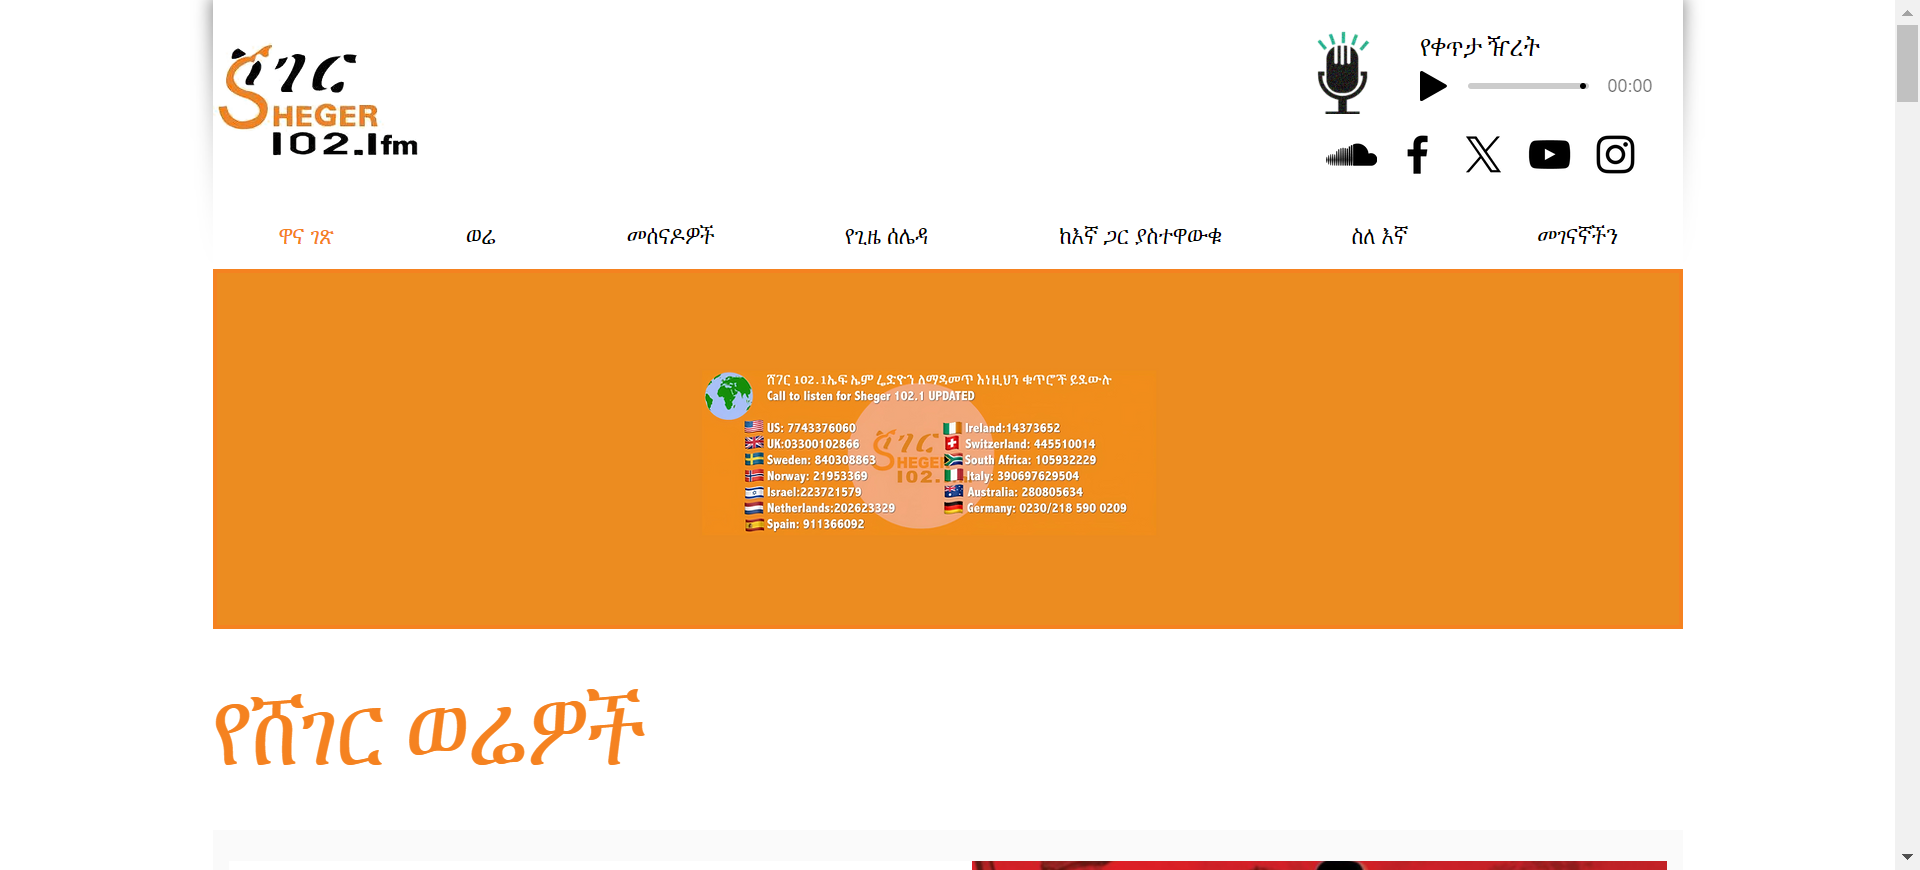 ሸገር
SHEGER
102.1fm
የቀጥታ ዥረት
00:00
ዋና ገጽ
ወሬ
መሰናዶዎች
የጊዜ ሰሌዳ
ከእኛ ጋር ያስተዋውቁ
ስለ እኛ
መገናኛችን
ሸገር 102.1ኤፍ ኤም ሬድዮን ለማዳመጥ እነዚህን ቁጥሮች ይደውሉ
Call to listen for Sheger 102.1 UPDATED
US: 7743376060
UK:03300102866
Sweden: 840308863
Norway: 21953369
Israel:223721579
Netherlands:202623329
Spain: 911366092
Ireland:14373652
Switzerland: 445510014
South Africa: 105932229
Italy: 390697629504
Australia: 280805634
Germany: 0230/218 590 0209
ሸገር
SHEGE
102.
የሸገር ወሬዎች